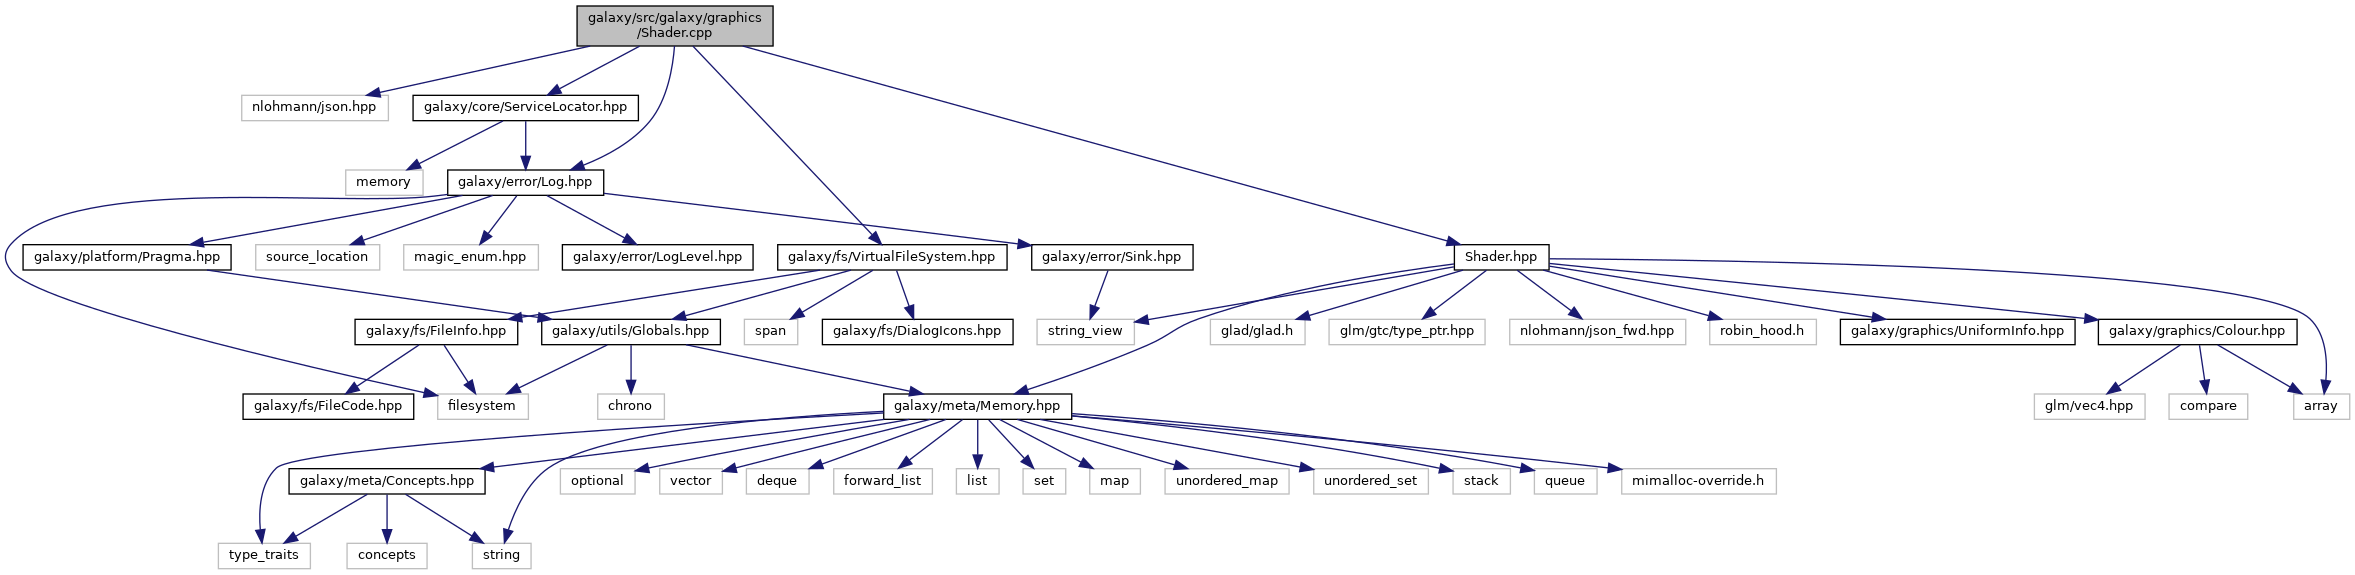 galaxy/src/galaxy/graphics
/Shader.cpp
nlohmann/json.hpp
galaxy/core/ServiceLocator.hpp
memory
galaxy/error/Log.hpp
galaxy/platform/Pragma.hpp
source_location
magic_enum.hpp
galaxy/error/LogLevel.hpp
galaxy/fs/VirtualFileSystem.hpp
galaxy/error/Sink.hpp
Shader.hpp
galaxy/fs/FileInfo.hpp
galaxy/utils/Globals.hpp
span
galaxy/fs/DialogIcons.hpp
string_view
glad/glad.h
glm/gtc/type_ptr.hpp
nlohmann/json_fwd.hpp
robin_hood.h
galaxy/graphics/UniformInfo.hpp
galaxy/graphics/Colour.hpp
galaxy/fs/FileCode.hpp
filesystem
chrono
galaxy/meta/Memory.hpp
glm/vec4.hpp
compare
array
galaxy/meta/Concepts.hpp
optional
vector
deque
forward_list
list
set
map
unordered_map
unordered_set
stack
queue
mimalloc-override.h
type_traits
concepts
string